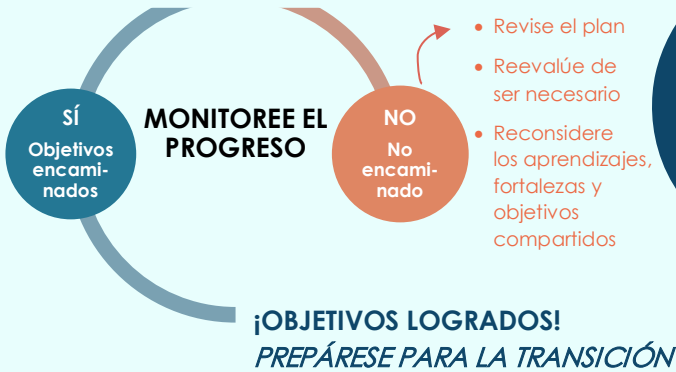 SÍ
Objetivos
encami-
nados
MONITOREE EL
PROGRESO
NO
No
encami-
nado
• Revise el plan
• Reevalúe de
ser necesario
• Reconsidere
los aprendizajes,
fortalezas y
objetivos
compartidos
¡OBJETIVOS LOGRADOS!
PREPÁRESE PARA LA TRANSICIÓN